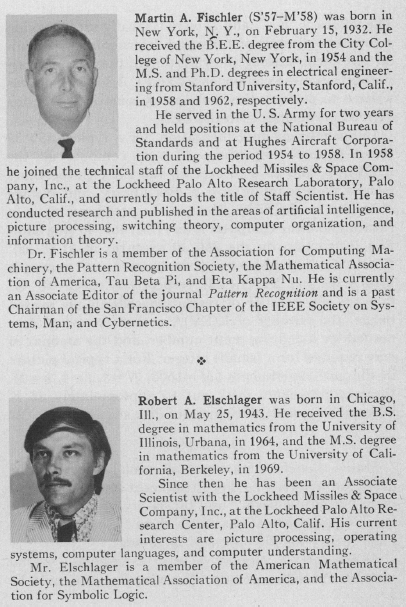 Martin A. Fischler (S'57–M'58) was born in
New York, N. Y., on February 15, 1932. He
received the B.E.E. degree from the City Col-
lege of New York, New York, in 1954 and the
M.S. and Ph.D. degrees in electrical engineer-
ing from Stanford University, Stanford, Calif.,
in 1958 and 1962, respectively.
He served in the U. S. Army for two years
and held positions at the National Bureau of
Standards and at Hughes Aircraft Corpora-
tion during the period 1954 to 1958. In 1958
he joined the technical staff of the Lockheed Missiles & Space Com-
pany, Inc., at the Lockheed Palo Alto Research Laboratory, Palo
Alto, Calif., and currently holds the title of Staff Scientist. He has
conducted research and published in the areas of artificial intelligence,
picture processing, switching theory, computer organization, and
information theory.
Dr. Fischler is a member of the Association for Computing Ma-
chinery, the Pattern Recognition Society, the Mathematical Associa-
tion of America, Tau Beta Pi, and Eta Kappa Nu. He is currently
an Associate Editor of the journal Pattern Recognition and is a past
Chairman of the San Francisco Chapter of the IEEE Society on Sys-
tems, Man, and Cybernetics.
Robert A. Elschlager was born in Chicago,
Ill., on May 25, 1943. He received the B.S.
degree in mathematics from the University of
Illinois, Urbana, in 1964, and the M.S. degree
in mathematics from the University of Cali-
fornia, Berkeley, in 1969.
Since then he has been an Associate
Scientist with the Lockheed Missiles & Space
Company, Inc., at the Lockheed Palo Alto Re-
search Center, Palo Alto, Calif. His current
interests are picture processing, operating
systems, computer languages, and computer understanding.
Mr. Elschlager is a member of the American Mathematical
Society, the Mathematical Association of America, and the Associa-
tion for Symbolic Logic.